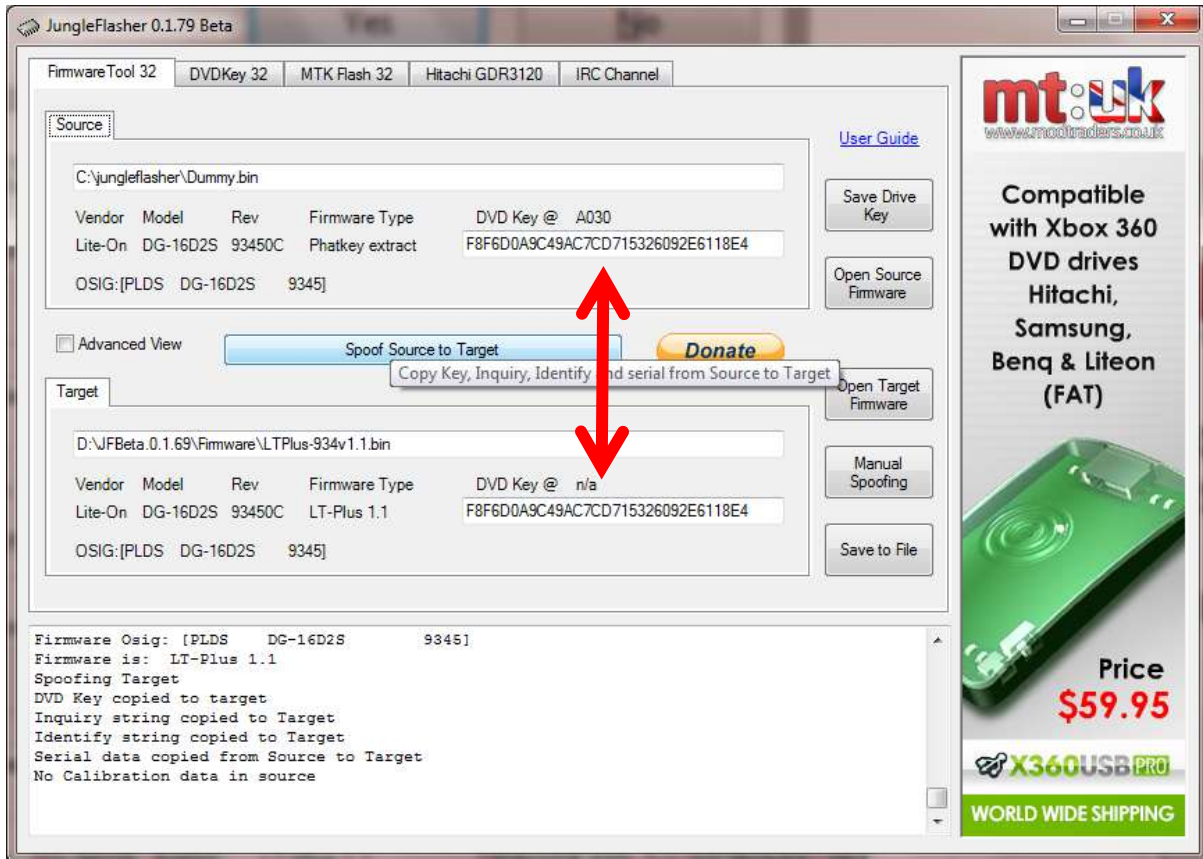 Yes No
JungleFlasher 0.1.79 Beta
FirmwareTool 32 DVDKey 32 MTK Flash 32 Hitachi GDR3120 IRC Channel
Source
User Guide
C:\jungleflasher\Dummy.bin
Save Drive
Key
Vendor Model Rev Firmware Type DVD Key @ A030
Lite-On DG-16D2S 93450C Phatkey extract F8F6D0A9C49AC7CD715326092E6118E4
OSIG:[PLDS DG-16D2S 9345]
Open Source
Firmware
Advanced View
Spoof Source to Target
Donate
Copy Key, Inquiry, Identify and serial from Source to Target
Target
Open Target
Firmware
D:\JFBeta.0.1.69\Firmware\LTPlus-934v1.1.bin
Manual
Spoofing
Vendor Model Rev Firmware Type DVD Key @ n/a
Lite-On DG-16D2S 93450C LT-Plus 1.1 F8F6D0A9C49AC7CD715326092E6118E4
OSIG:[PLDS DG-16D2S 9345]
Save to File
Firmware Osig: [PLDS DG-16D2S 9345]
Firmware is: LT-Plus 1.1
Spoofing Target
DVD Key copied to target
Inquiry string copied to Target
Identify string copied to Target
Serial data copied from Source to Target
No Calibration data in source
mt:uk
www.modtraders.co.uk
Compatible
with Xbox 360
DVD drives
Hitachi,
Samsung,
Benq & Liteon
(FAT)
Price
$59.95
X360USB PRO
WORLD WIDE SHIPPING